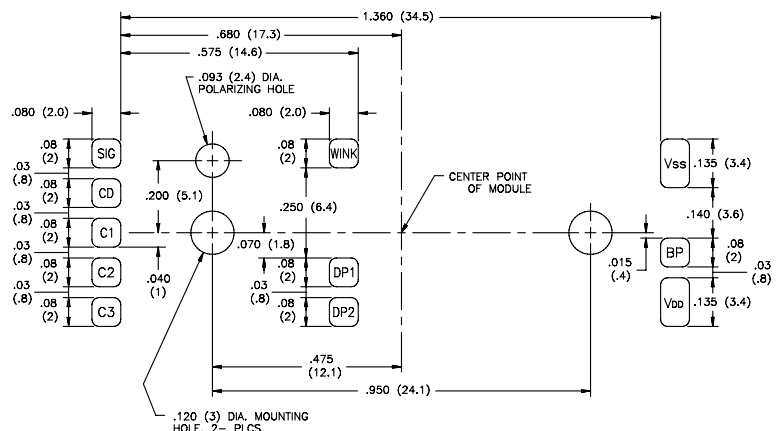 1.360 (34.5)
.680 (17.3)
.575 (14.6)
.093 (2.4) DIA.
POLARIZING HOLE
.080 (2.0)
.080 (2.0)
.08
(2)
SIG
.08
(2)
WINK
VSS
.135 (3.4)
.03
(.8)
.08
(2)
CD
.200 (5.1)
CENTER POINT
OF MODULE
.250 (6.4)
.140 (3.6)
.03
(.8)
.08
(2)
C1
.070 (1.8)
.015
(.4)
BP
.08
(2)
.03
(.8)
.03
(.8)
.08
(2)
C2
.040
(1)
.08
(2)
DP1
.03
(.8)
.08
(2)
C3
.03
(.8)
.08
(2)
DP2
VDD
.135 (3.4)
.475
(12.1)
.950 (24.1)
.120 (3) DIA. MOUNTING
HOLE, 2- PLCS.